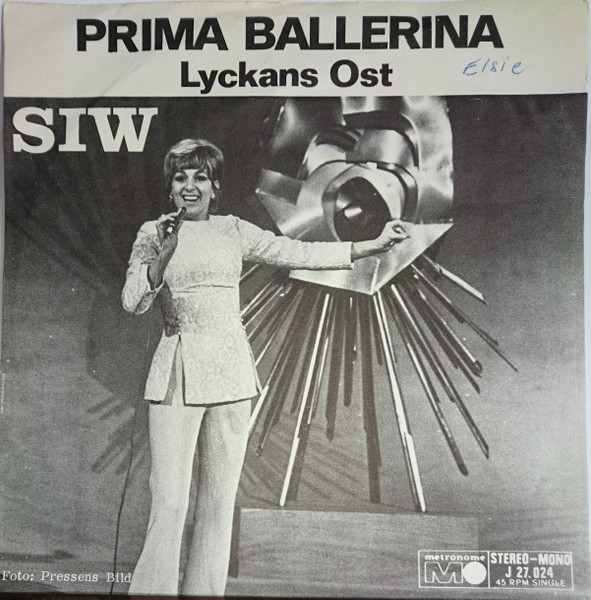 PRIMA BALLERINA
Lyckans Ost
Elsie
SIW
Foto: Pressens Bild
metronome
STEREO-MONO
J 27.024
45 RPM SINGLE